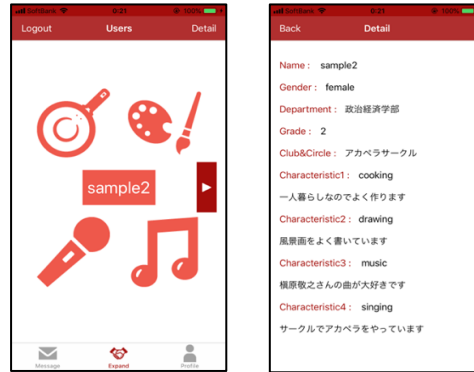 SoftBank 0:21 100%
Logout Users Detail
sample2
Message Expand Profile
SoftBank 0:21 100%
Back Detail
Name： sample2
Gender： female
Department： 政治経済学部
Grade： 2
Club&Circle： アカペラサークル
Characteristic1： cooking
一人暮らしなのでよく作ります
Characteristic2： drawing
風景画をよく書いています
Characteristic3： music
槇原敬之さんの曲が大好きです
Characteristic4： singing
サークルでアカペラをやっています